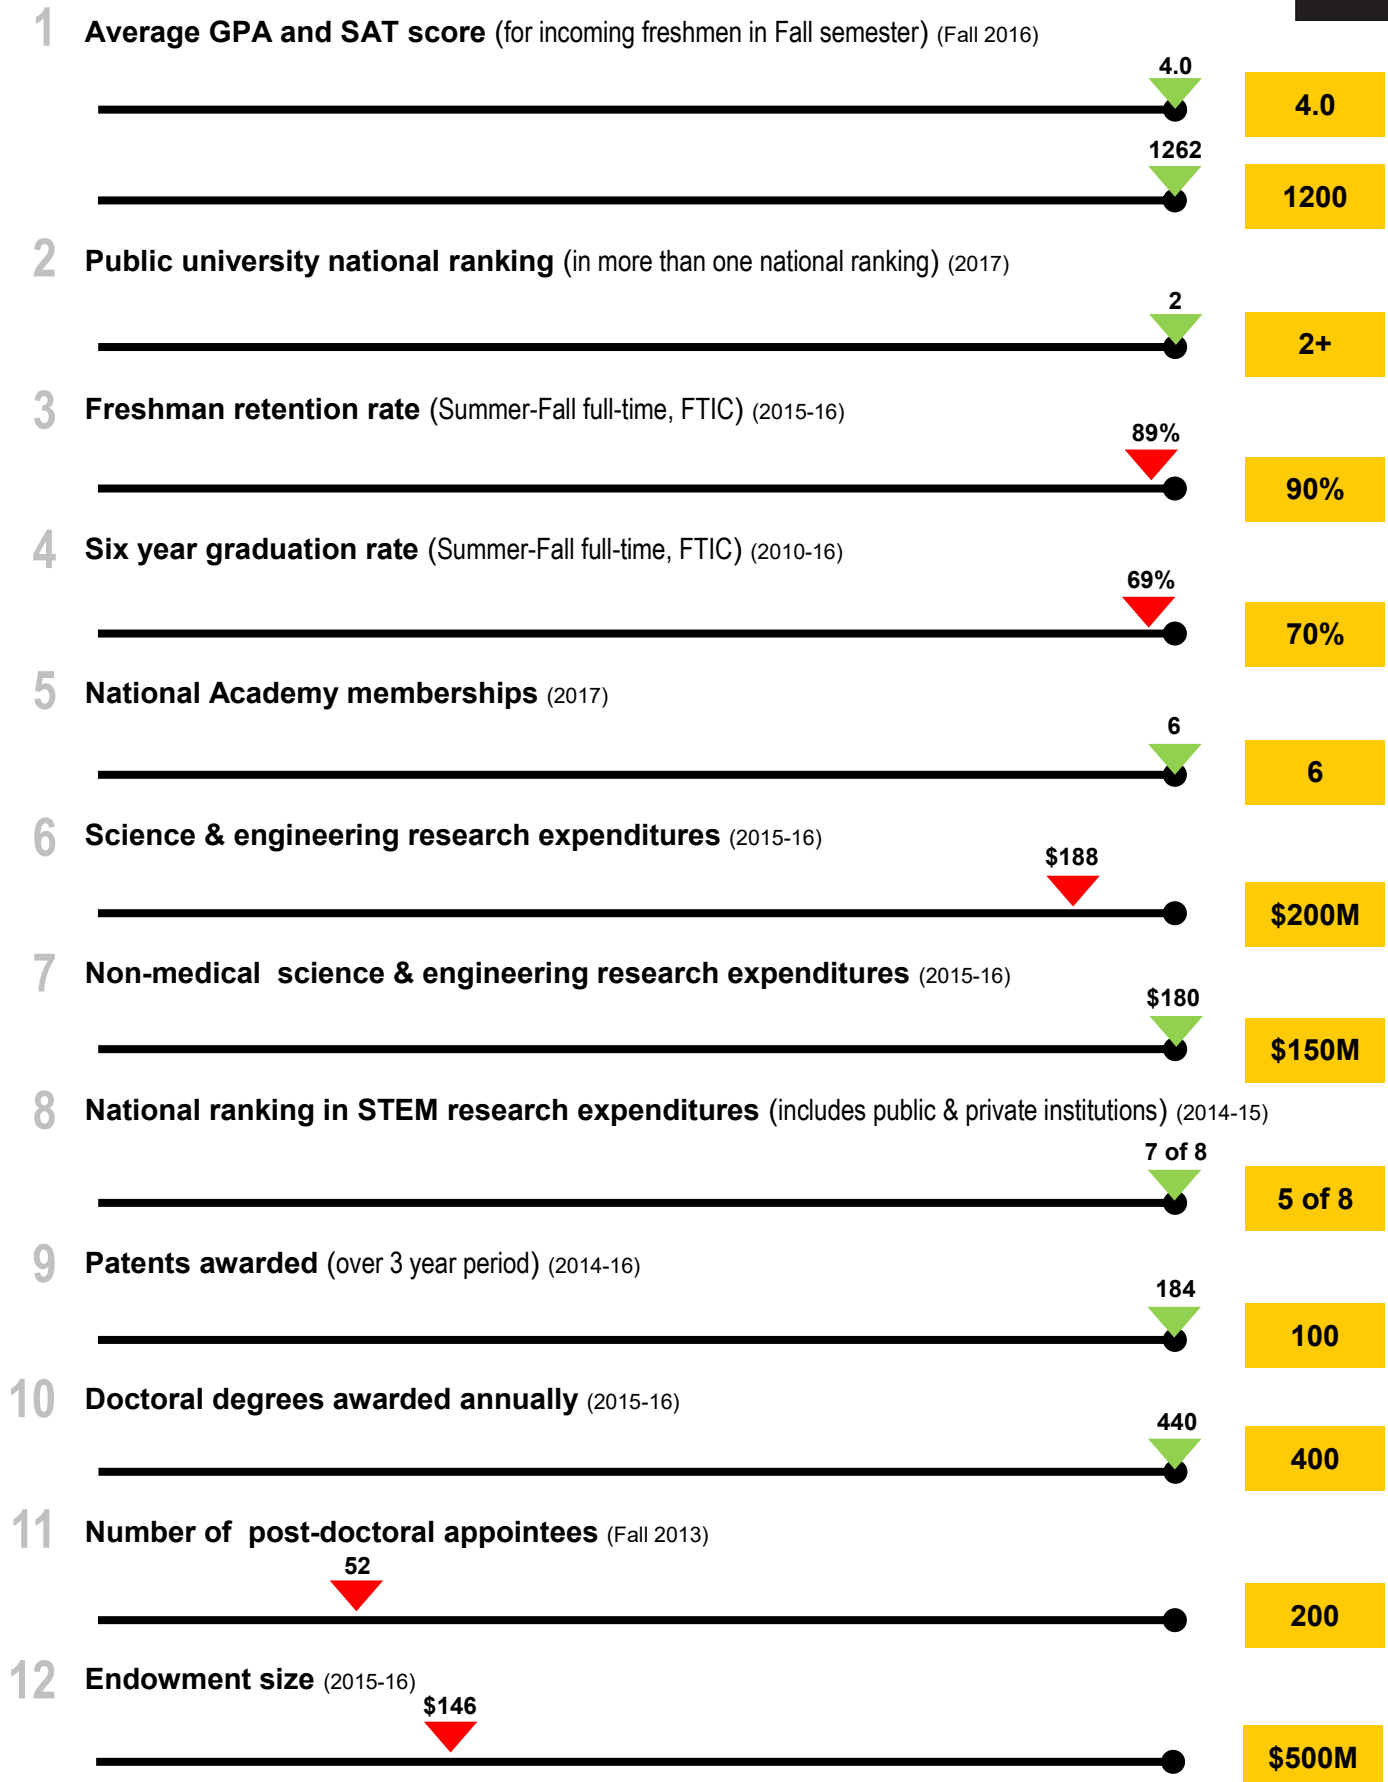 1 Average GPA and SAT score (for incoming freshmen in Fall semester) (Fall 2016)
4.0
4.0
1262
1200
2 Public university national ranking (in more than one national ranking) (2017)
2
2+
3 Freshman retention rate (Summer-Fall full-time, FTIC) (2015-16)
89%
90%
4 Six year graduation rate (Summer-Fall full-time, FTIC) (2010-16)
69%
70%
5 National Academy memberships (2017)
6
6
6 Science & engineering research expenditures (2015-16)
$188
$200M
7 Non-medical science & engineering research expenditures (2015-16)
$180
$150M
8 National ranking in STEM research expenditures (includes public & private institutions) (2014-15)
7 of 8
5 of 8
9 Patents awarded (over 3 year period) (2014-16)
184
100
10 Doctoral degrees awarded annually (2015-16)
440
400
11 Number of post-doctoral appointees (Fall 2013)
52
200
12 Endowment size (2015-16)
$146
$500M